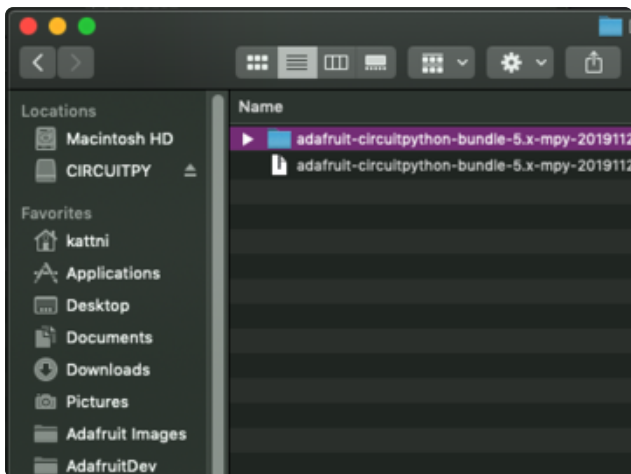 Locations
Macintosh HD
CIRCUITPY
Favorites
kattni
Applications
Desktop
Documents
Downloads
Pictures
Adafruit Images
AdafruitDev
Name
adafruit-circuitpython-bundle-5.x-mpy-2019112
adafruit-circuitpython-bundle-5.x-mpy-2019112